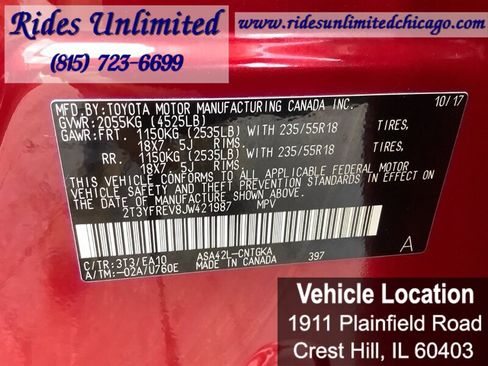 Rides Unlimited
(815) 723-6699
www.ridesunlimitedchicago.com
MFD.BY:TOYOTA MOTOR MANUFACTURING CANADA INC. 10/17
GVWR:2055KG (4525LB)
GAWR:FRT. 1150KG (2535LB) WITH 235/55R18 TIRES,
18X7. 5J RIMS.
RR. 1150KG (2535LB) WITH 235/55R18 TIRES,
18X7. 5J RIMS.
THIS VEHICLE CONFORMS TO ALL APPLICABLE FEDERAL MOTOR
VEHICLE SAFETY, BUMPER, AND THEFT PREVENTION STANDARDS IN
EFFECT ON THE DATE OF MANUFACTURE SHOWN ABOVE.
2T3YFREV8JW421987 MPV
C/TR:3T3/EA10 ASA42L-CNTGKA A
A/TM:-02A/U760E MADE IN CANADA 397
Vehicle Location
1911 Plainfield Road
Crest Hill, IL 60403